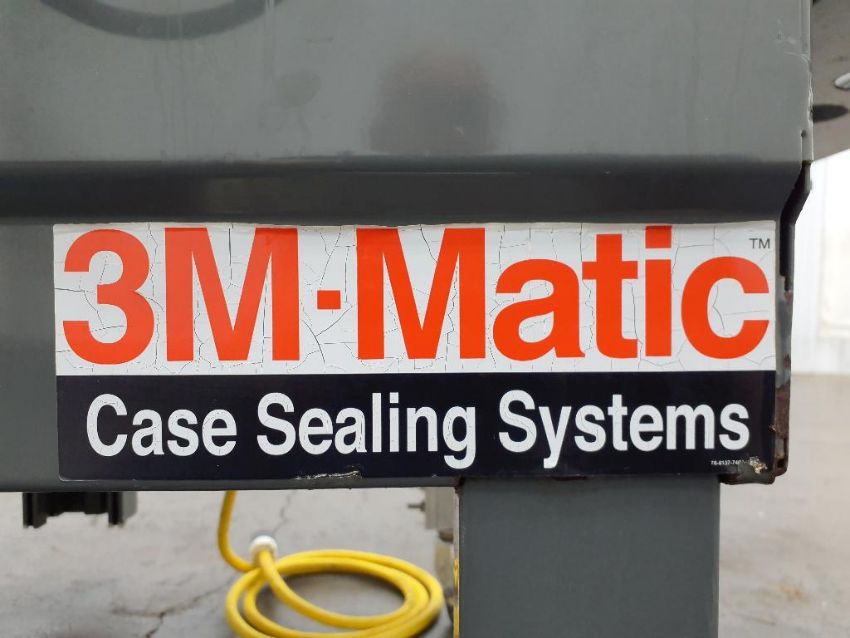 3M-Matic™
Case Sealing Systems